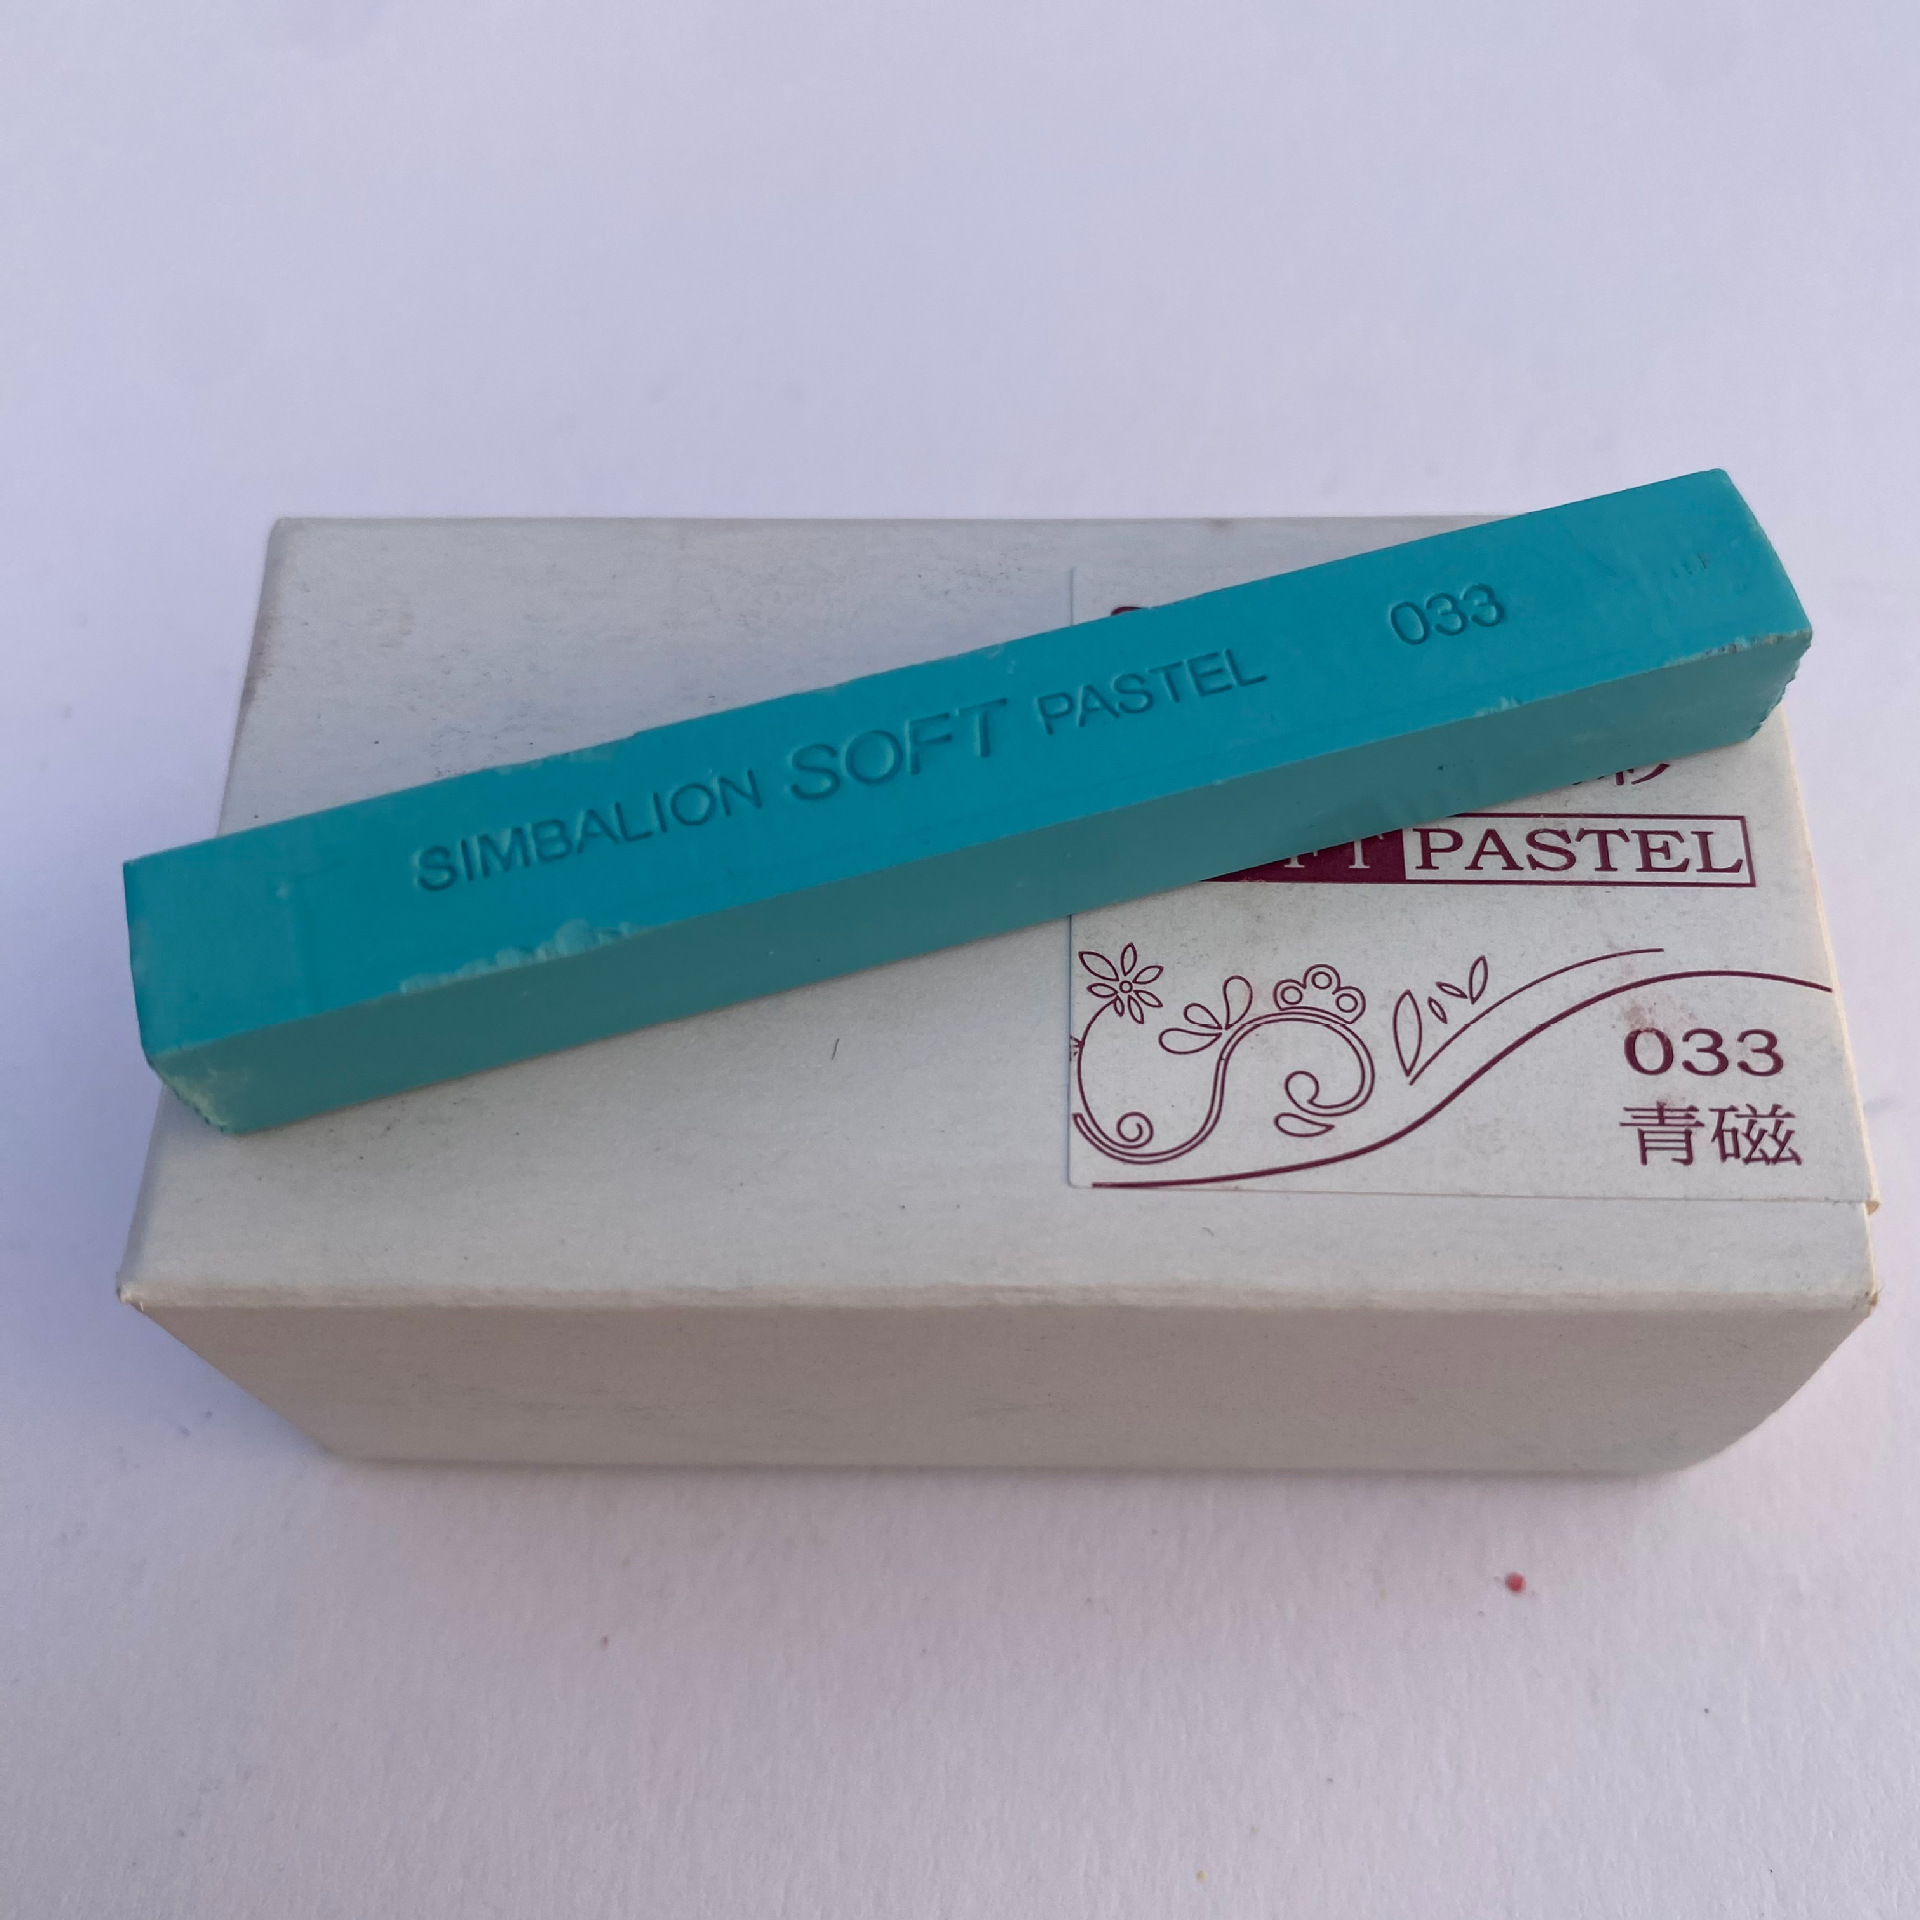 SIMBALION SOFT PASTEL 033
PASTEL
033
青磁